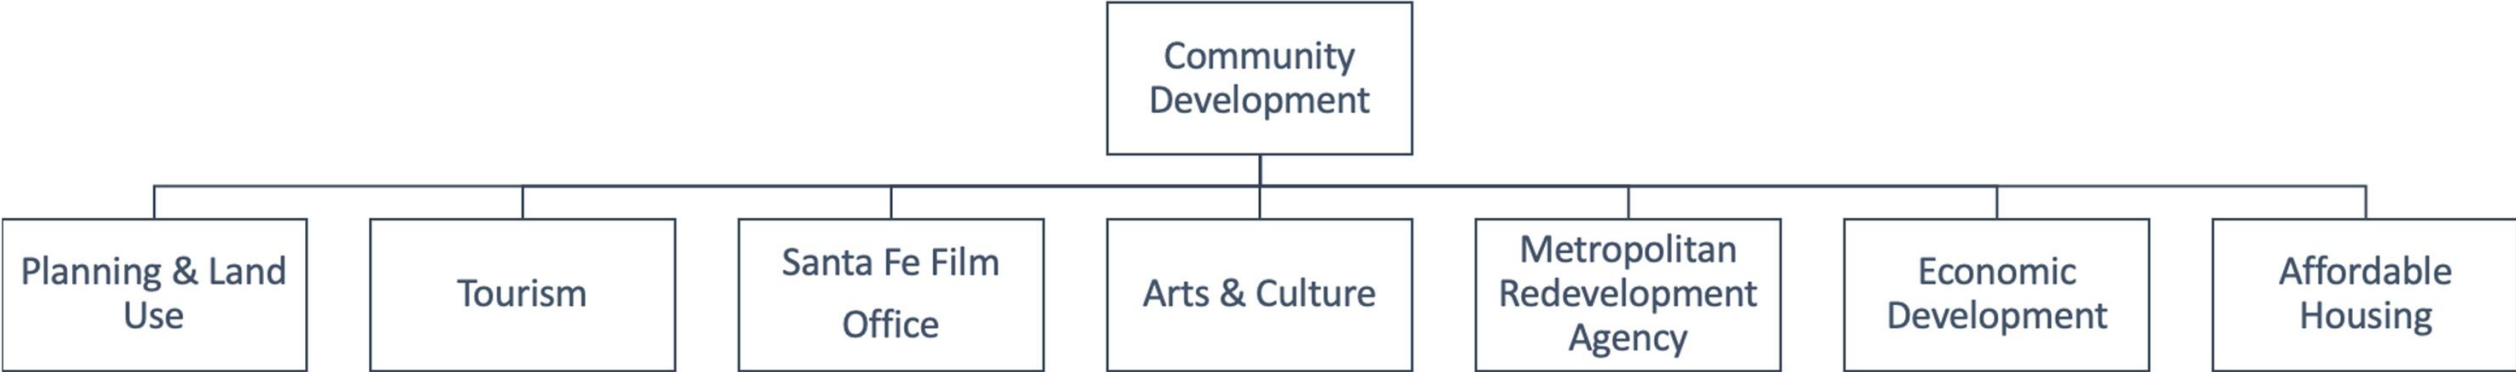 Community
Development
Planning & Land
Use
Tourism
Santa Fe Film
Office
Arts & Culture
Metropolitan
Redevelopment
Agency
Economic
Development
Affordable
Housing